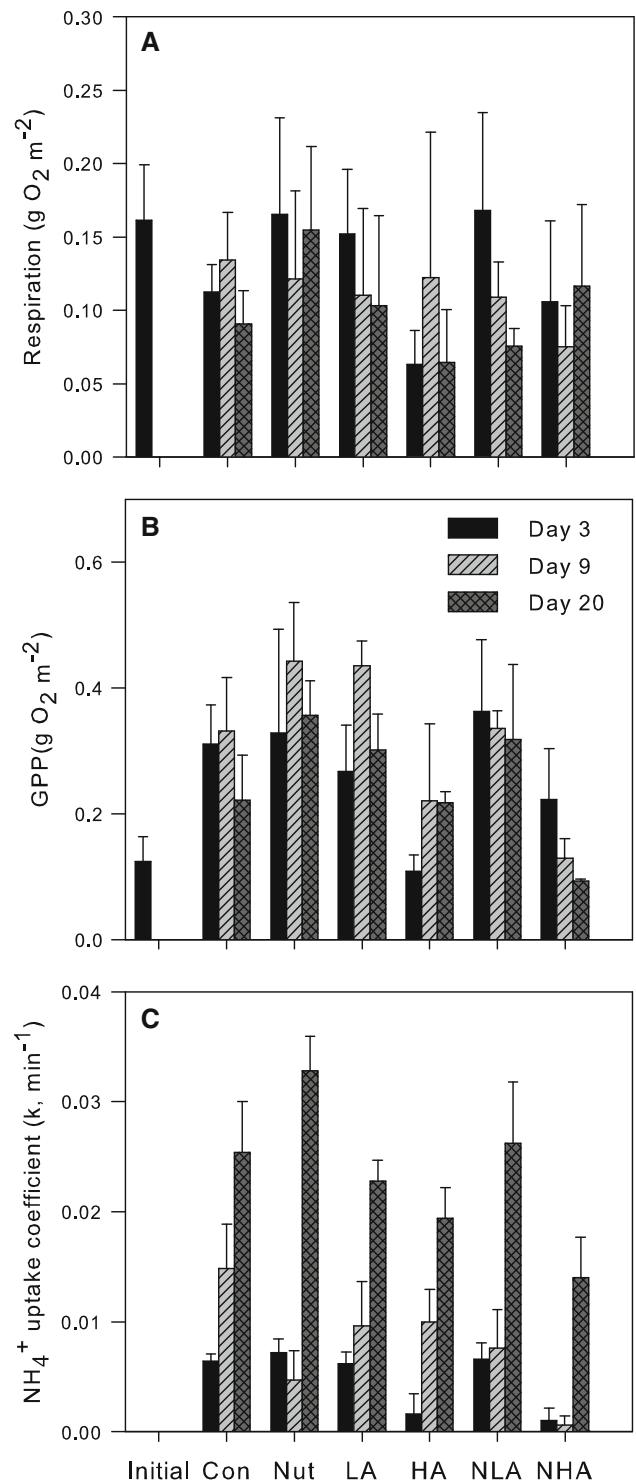 A
Respiration (g O₂ m⁻²)
0.30
0.25
0.20
0.15
0.10
0.05
0.00
B
GPP(g O₂ m⁻²)
0.6
0.4
0.2
0.0
Day 3
Day 9
Day 20
C
NH₄⁺ uptake coefficient (k, min⁻¹)
0.04
0.03
0.02
0.01
0.00
Initial Con Nut LA HA NLA NHA